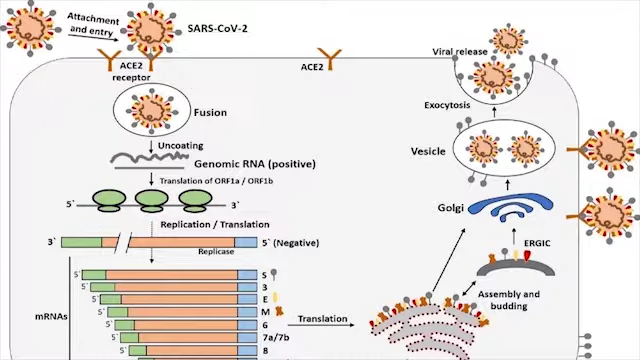 Attachment
and entry
SARS-CoV-2
ACE2
receptor
ACE2
Viral release
Fusion
Exocytosis
Uncoating
Genomic RNA (positive)
Vesicle
Translation of ORF1a / ORF1b
5`
3`
Golgi
Replication / Translation
3`
5` (Negative)
Replicase
ERGIC
mRNAs
5`
S
5`
3
5`
E
5`
M
5`
6
5`
7a/7b
5`
8
Translation
Assembly and
budding